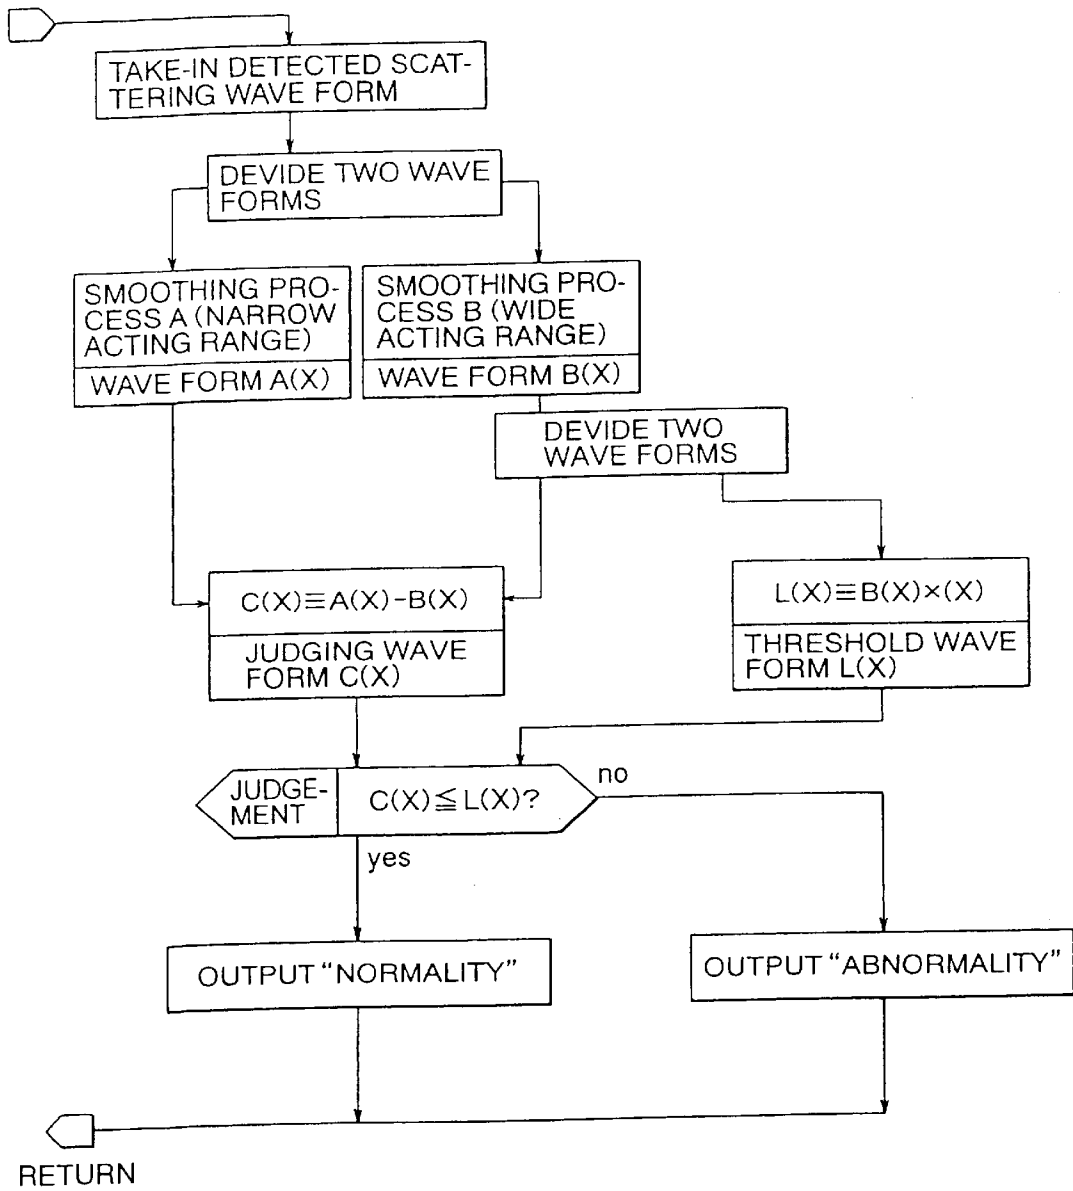 TAKE-IN DETECTED SCAT-
TERING WAVE FORM
DEVIDE TWO WAVE
FORMS
SMOOTHING PRO-
CESS A (NARROW
ACTING RANGE)
WAVE FORM A(X)
SMOOTHING PRO-
CESS B (WIDE
ACTING RANGE)
WAVE FORM B(X)
DEVIDE TWO
WAVE FORMS
C(X)≡A(X)-B(X)
JUDGING WAVE
FORM C(X)
L(X)≡B(X)×(X)
THRESHOLD WAVE
FORM L(X)
JUDGE-
MENT
C(X)≦L(X)?
no
yes
OUTPUT “NORMALITY”
OUTPUT “ABNORMALITY”
RETURN